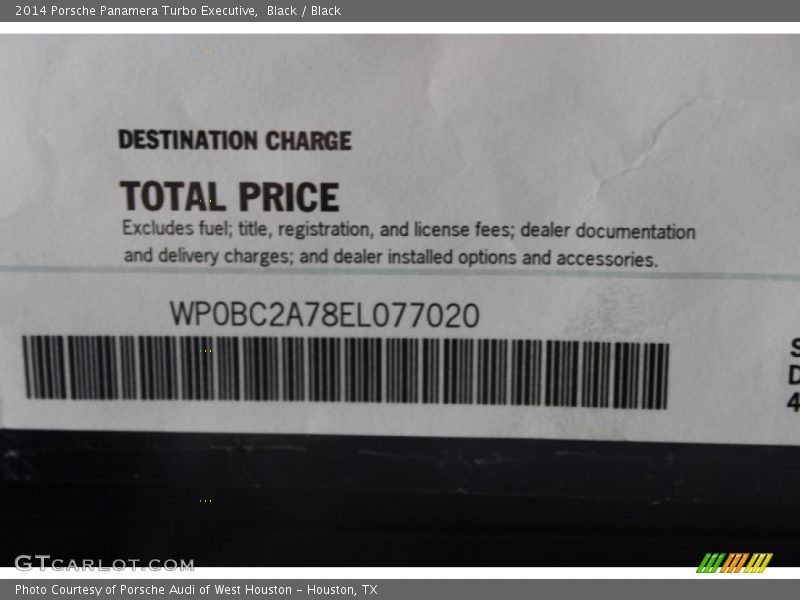 2014 Porsche Panamera Turbo Executive,  Black / Black
DESTINATION CHARGE
TOTAL PRICE
Excludes fuel; title, registration, and license fees; dealer documentation
and delivery charges; and dealer installed options and accessories.
WP0BC2A78EL077020
S
D
4
GTCARLOT.COM
Photo Courtesy of Porsche Audi of West Houston – Houston, TX